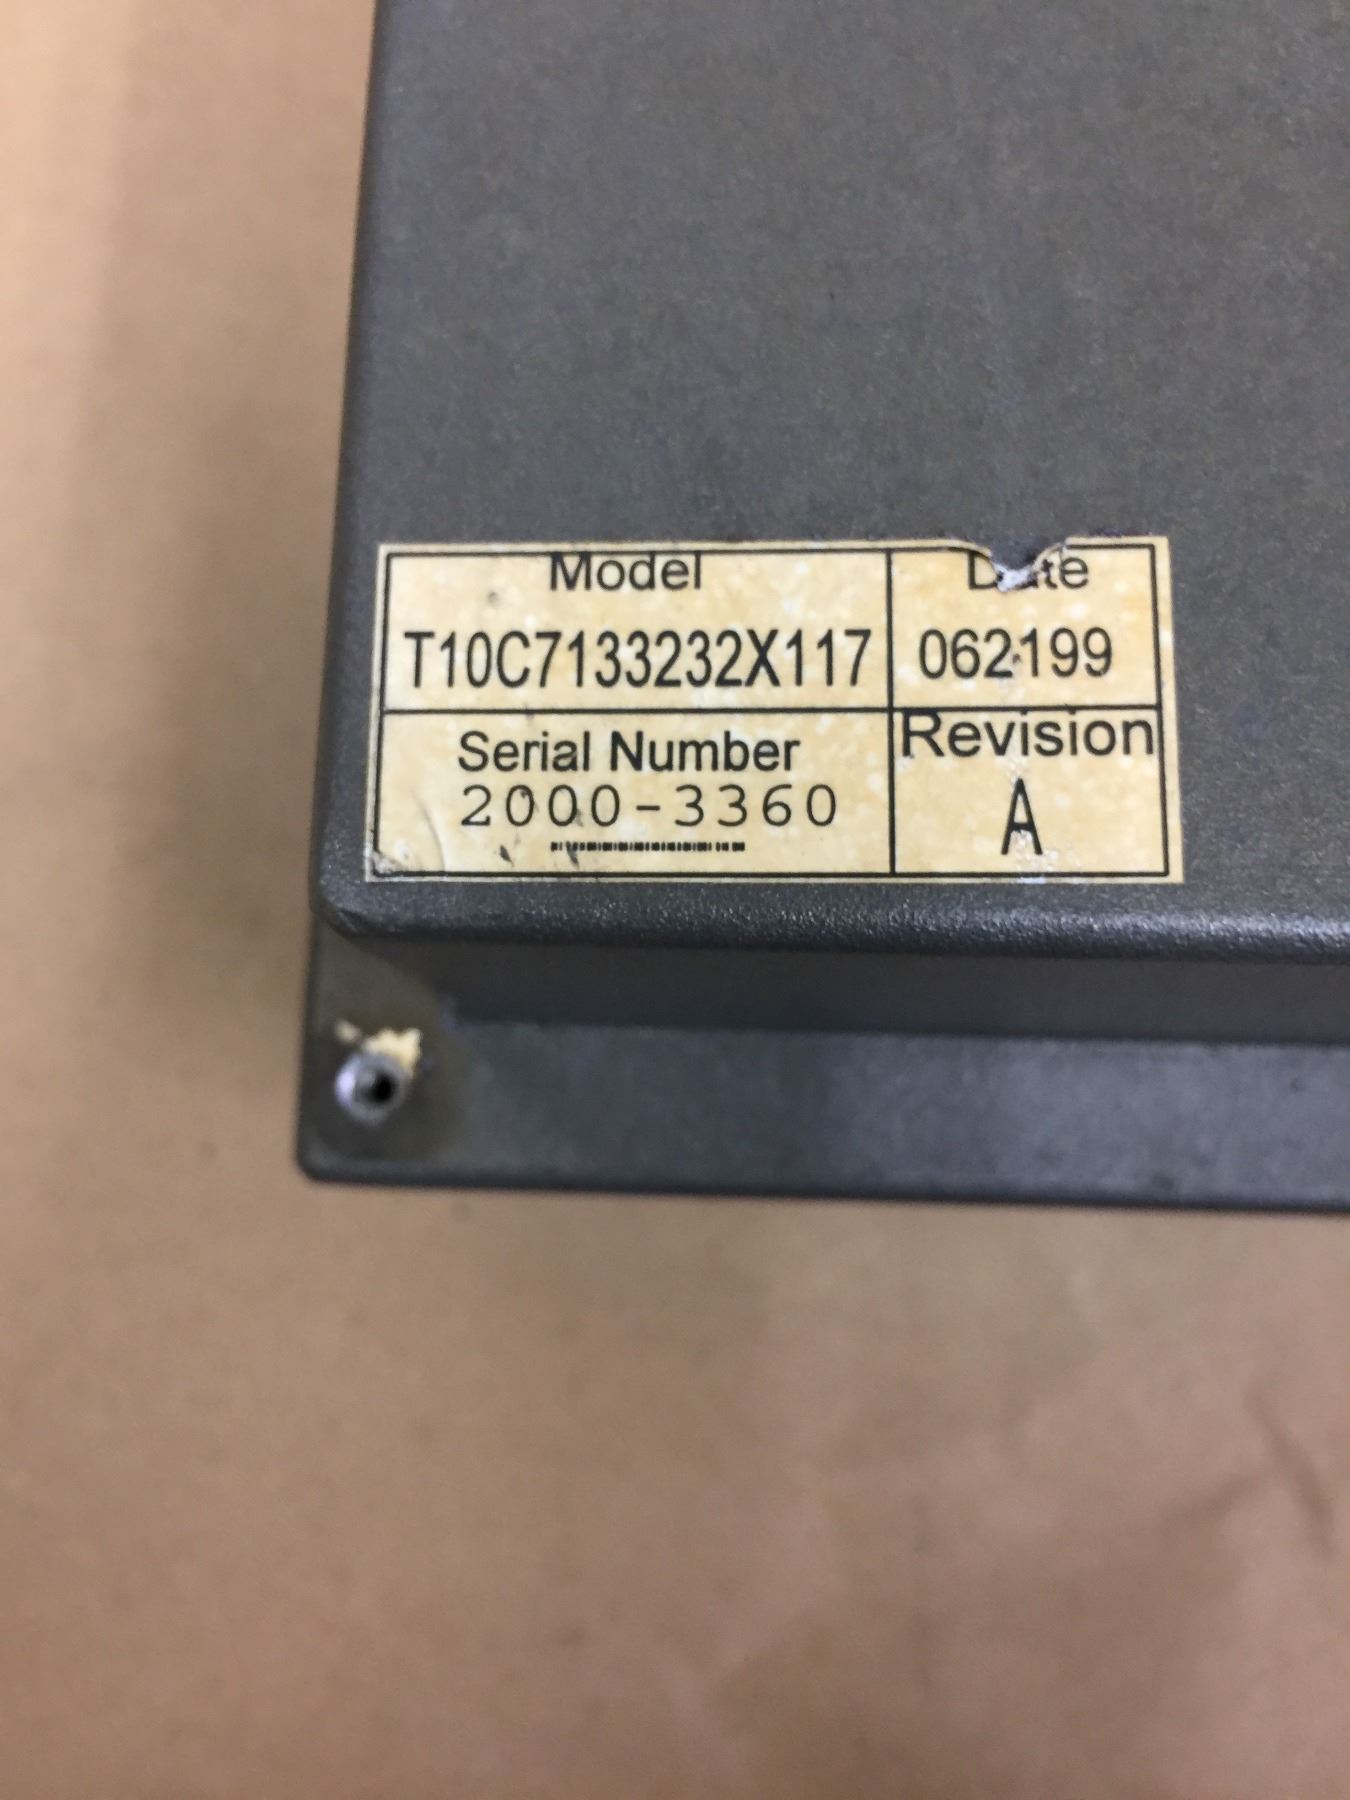 Model
T10C7133232X117
Date
062199
Serial Number
2000-3360
Revision
A